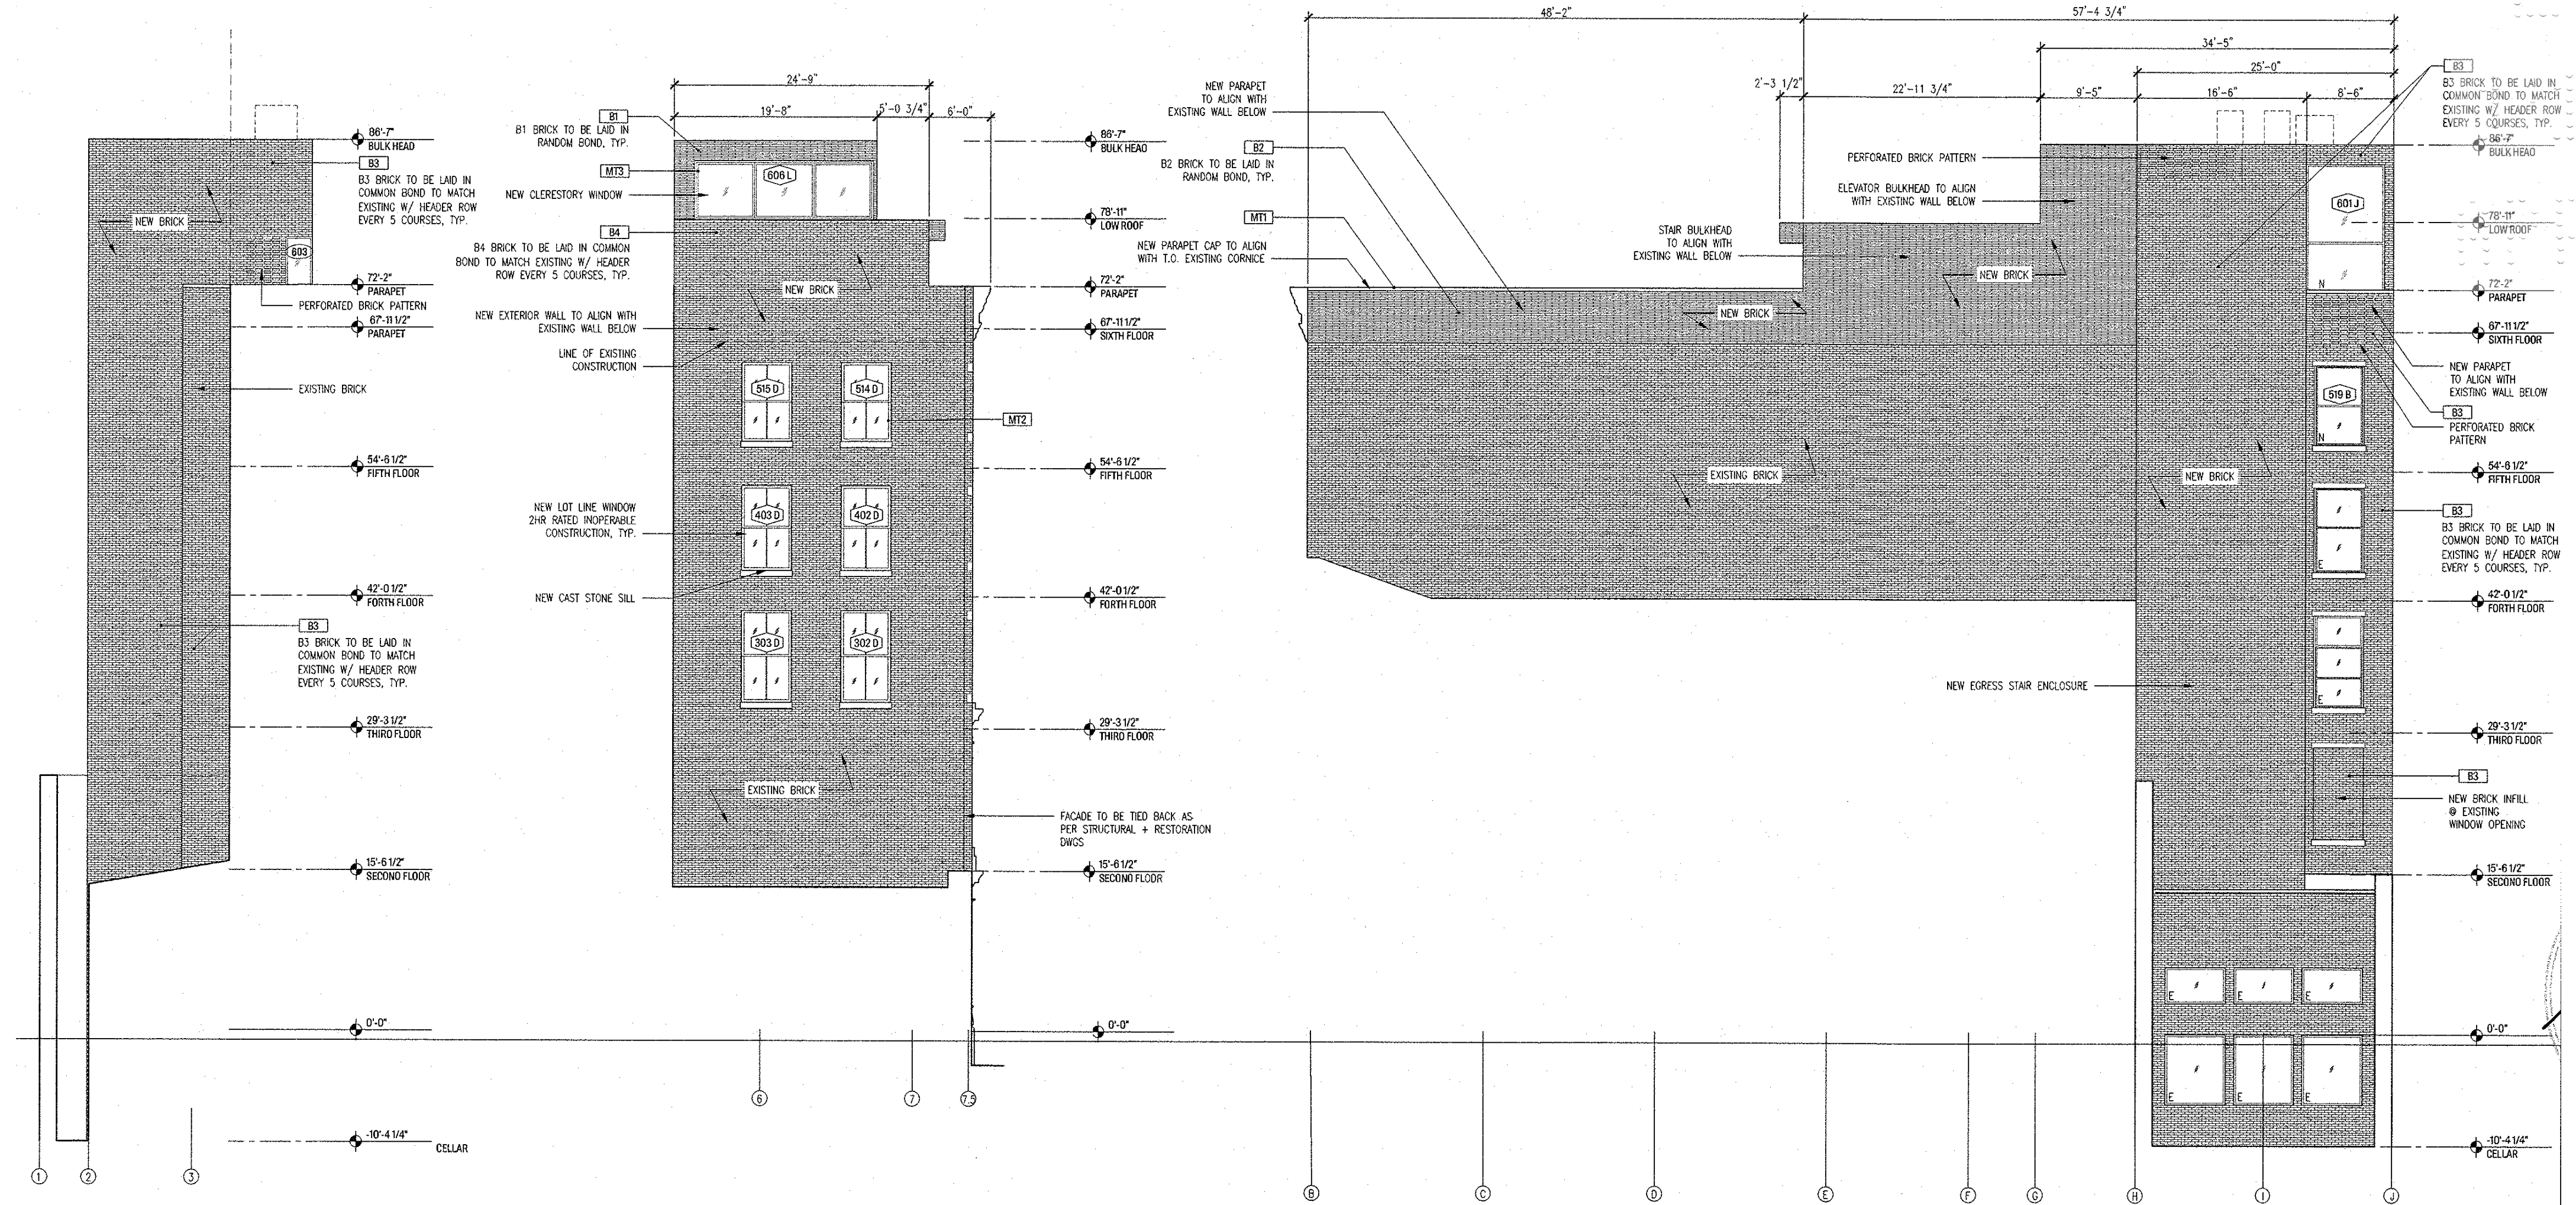 86'-7"
BULK HEAD
B3
B3 BRICK TO BE LAID IN
COMMON BOND TO MATCH
EXISTING W/ HEADER ROW
EVERY 5 COURSES, TYP.
NEW BRICK
603
72'-2"
PARAPET
PERFORATED BRICK PATTERN
67'-11 1/2"
PARAPET
EXISTING BRICK
54'-6 1/2"
FIFTH FLOOR
42'-0 1/2"
FORTH FLOOR
B3
B3 BRICK TO BE LAID IN
COMMON BOND TO MATCH
EXISTING W/ HEADER ROW
EVERY 5 COURSES, TYP.
29'-3 1/2"
THIRD FLOOR
15'-6 1/2"
SECOND FLOOR
0'-0"
-10'-4 1/4"
CELLAR
1
2
3
24'-9"
19'-8"
5'-0 3/4"
6'-0"
B1
B1 BRICK TO BE LAID IN
RANDOM BOND, TYP.
MT3
NEW CLERESTORY WINDOW
606 L
B4
B4 BRICK TO BE LAID IN COMMON
BOND TO MATCH EXISTING W/ HEADER
ROW EVERY 5 COURSES, TYP.
NEW BRICK
NEW EXTERIOR WALL TO ALIGN WITH
EXISTING WALL BELOW
LINE OF EXISTING
CONSTRUCTION
515 D
514 D
MT2
NEW LOT LINE WINDOW
2HR RATED INOPERABLE
CONSTRUCTION, TYP.
403 D
402 D
NEW CAST STONE SILL
303 D
302 D
EXISTING BRICK
FACADE TO BE TIED BACK AS
PER STRUCTURAL + RESTORATION
DWGS
86'-7"
BULK HEAD
78'-11"
LOW ROOF
72'-2"
PARAPET
67'-11 1/2"
SIXTH FLOOR
54'-6 1/2"
FIFTH FLOOR
42'-0 1/2"
FORTH FLOOR
29'-3 1/2"
THIRD FLOOR
15'-6 1/2"
SECOND FLOOR
0'-0"
6
7
7.5
48'-2"
57'-4 3/4"
34'-5"
25'-0"
2'-3 1/2"
22'-11 3/4"
9'-5"
16'-6"
8'-6"
NEW PARAPET
TO ALIGN WITH
EXISTING WALL BELOW
B2
B2 BRICK TO BE LAID IN
RANDOM BOND, TYP.
MT1
NEW PARAPET CAP TO ALIGN
WITH T.O. EXISTING CORNICE
PERFORATED BRICK PATTERN
ELEVATOR BULKHEAD TO ALIGN
WITH EXISTING WALL BELOW
STAIR BULKHEAD
TO ALIGN WITH
EXISTING WALL BELOW
NEW BRICK
NEW BRICK
EXISTING BRICK
NEW BRICK
NEW EGRESS STAIR ENCLOSURE
601 J
N
519 B
N
E
E
E
E
E
E
E
E
B3
B3 BRICK TO BE LAID IN
COMMON BOND TO MATCH
EXISTING W/ HEADER ROW
EVERY 5 COURSES, TYP.
86'-7"
BULK HEAD
78'-11"
LOW ROOF
72'-2"
PARAPET
67'-11 1/2"
SIXTH FLOOR
NEW PARAPET
TO ALIGN WITH
EXISTING WALL BELOW
B3
PERFORATED BRICK
PATTERN
54'-6 1/2"
FIFTH FLOOR
B3
B3 BRICK TO BE LAID IN
COMMON BOND TO MATCH
EXISTING W/ HEADER ROW
EVERY 5 COURSES, TYP.
42'-0 1/2"
FORTH FLOOR
29'-3 1/2"
THIRD FLOOR
B3
NEW BRICK INFILL
@ EXISTING
WINDOW OPENING
15'-6 1/2"
SECOND FLOOR
0'-0"
-10'-4 1/4"
CELLAR
B
C
D
E
F
G
H
I
J